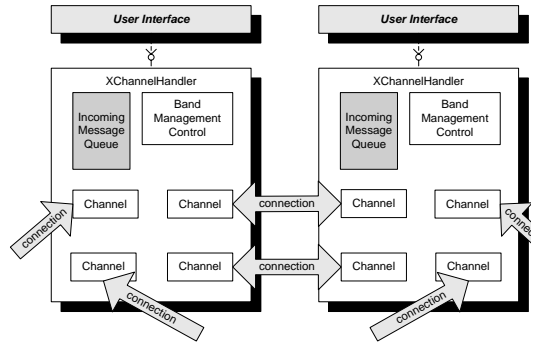 User Interface
User Interface
XChannelHandler
XChannelHandler
Incoming
Message
Queue
Band
Management
Control
Incoming
Message
Queue
Band
Management
Control
Channel
Channel
connection
Channel
Channel
connection
connection
Channel
Channel
connection
Channel
Channel
connection
connection